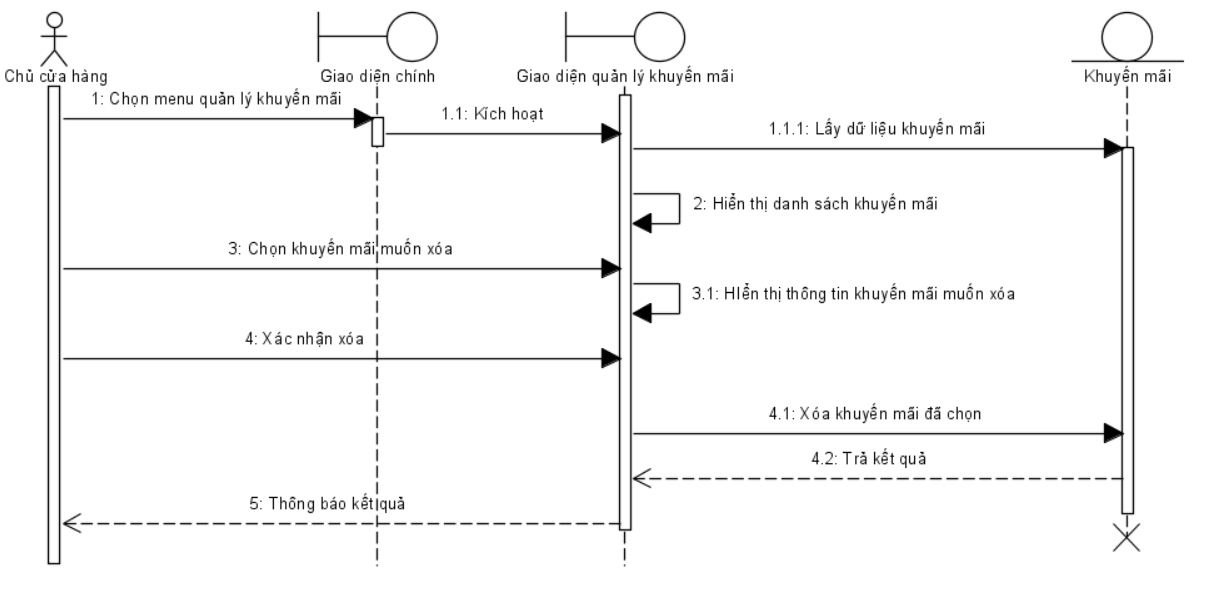 Chủ cửa hàng
Giao diện chính
Giao diện quản lý khuyến mãi
Khuyến mãi
1: Chọn menu quản lý khuyến mãi
1.1: Kích hoạt
1.1.1: Lấy dữ liệu khuyến mãi
2: Hiển thị danh sách khuyến mãi
3: Chọn khuyến mãi muốn xóa
3.1: HIển thị thông tin khuyến mãi muốn xóa
4: Xác nhận xóa
4.1: Xóa khuyến mãi đã chọn
4.2: Trả kết quả
5: Thông báo kết quả